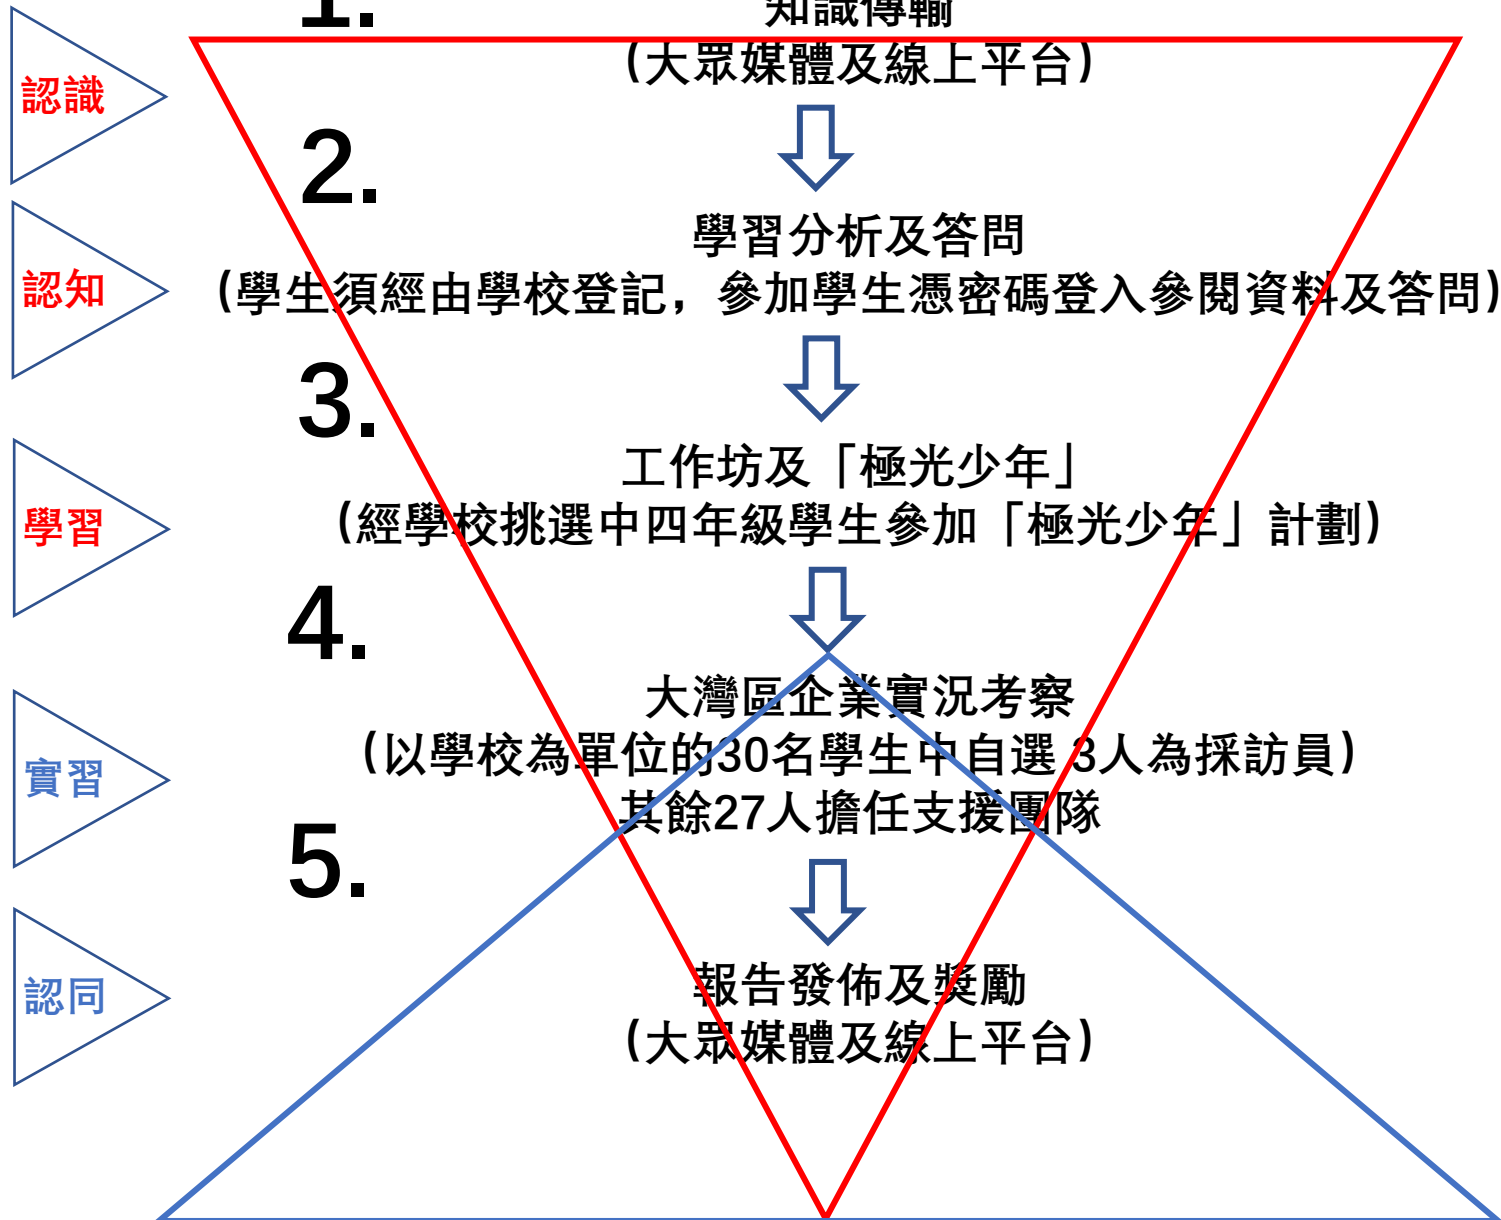 1.
知識傳輸
(大眾媒體及線上平台)
認識
2.
學習分析及答問
(學生須經由學校登記，參加學生憑密碼登入參閱資料及答問)
認知
3.
工作坊及「極光少年」
(經學校挑選中四年級學生參加「極光少年」計劃)
學習
4.
大灣區企業實況考察
(以學校為單位的30名學生中自選 3人為採訪員)
其餘27人擔任支援團隊
實習
5.
報告發佈及獎勵
(大眾媒體及線上平台)
認同